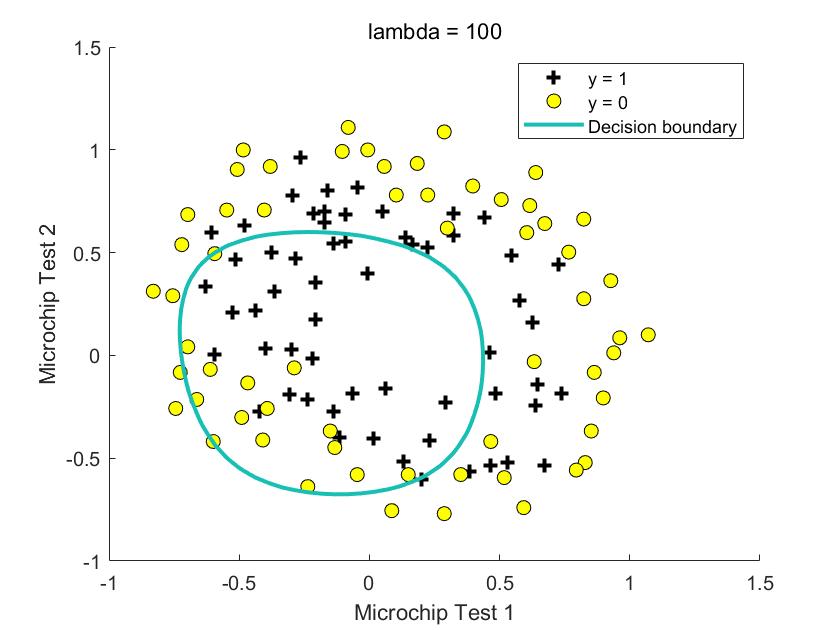 lambda = 100
y = 1
y = 0
Decision boundary
1.5
1
0.5
0
-0.5
-1
Microchip Test 2
-1 -0.5 0 0.5 1 1.5
Microchip Test 1